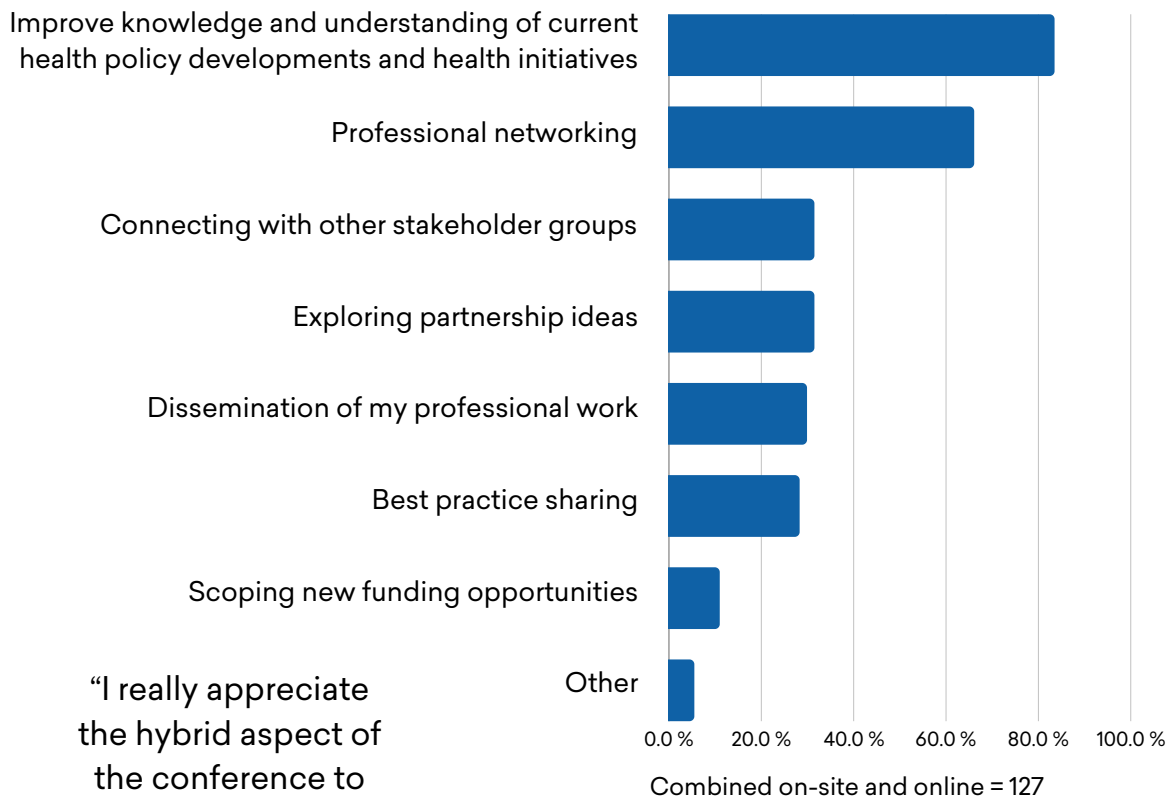 Improve knowledge and understanding of current
health policy developments and health initiatives
Professional networking
Connecting with other stakeholder groups
Exploring partnership ideas
Dissemination of my professional work
Best practice sharing
Scoping new funding opportunities
Other
0.0 % 20.0 % 40.0 % 60.0 % 80.0 % 100.0 %
Combined on-site and online = 127
“I really appreciate
the hybrid aspect of
the conference to